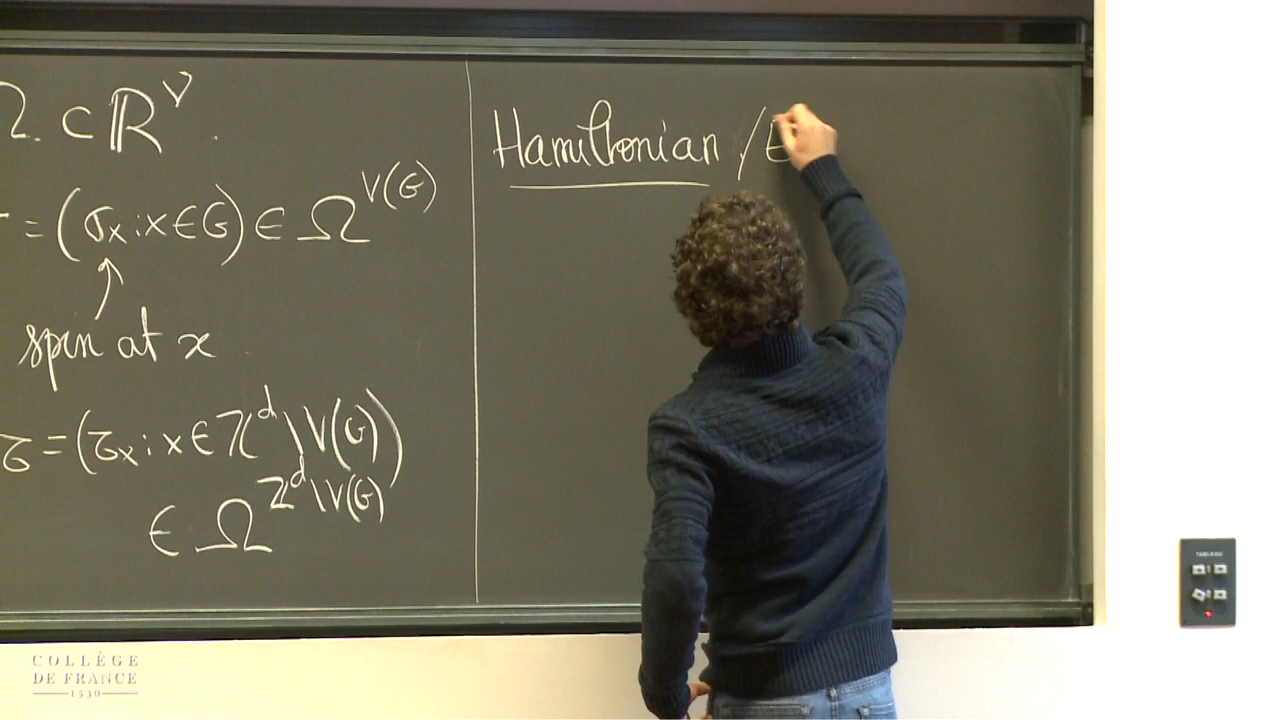 Ω ⊂ ℝ^ν.
= (σ_x : x ∈ G) ∈ Ω^V(G)
spin at x
τ = (τ_x : x ∈ ℤ^d \ V(G))
∈ Ω^ℤ^d \ V(G)
Hamiltonian / E
TABLEAU
COLLÈGE
DE FRANCE
1530